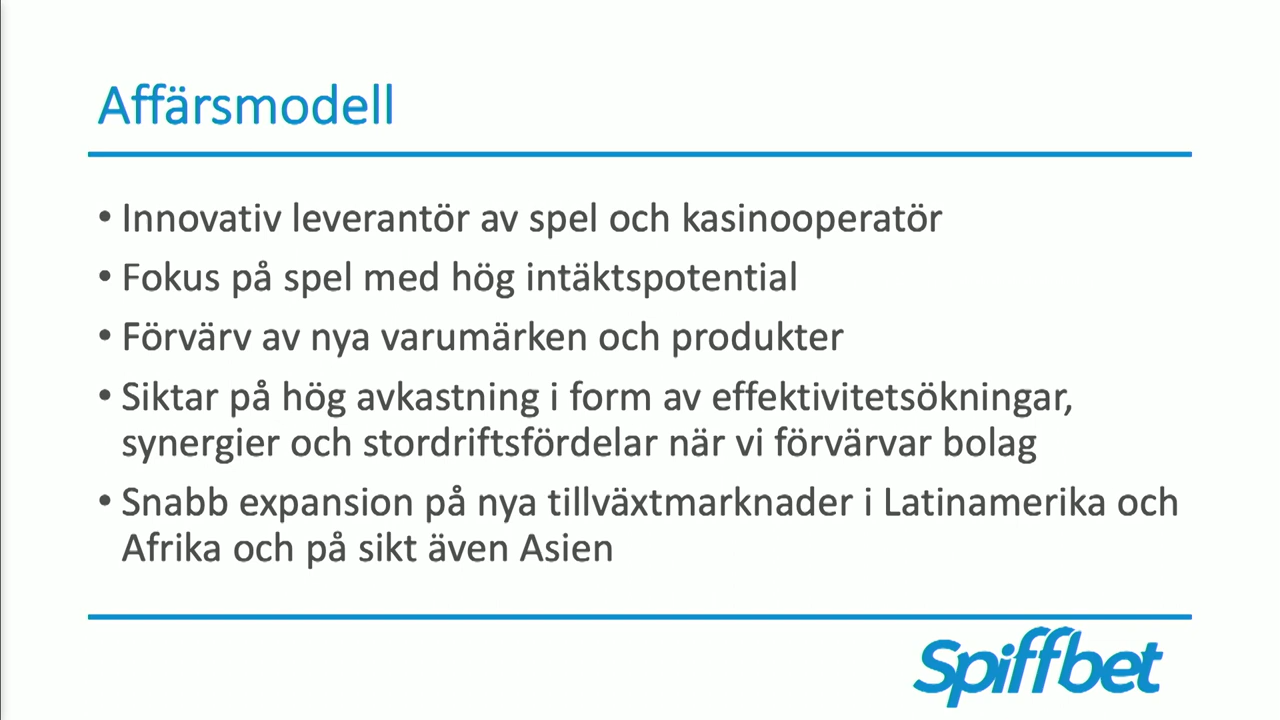 Affärsmodell
• Innovativ leverantör av spel och kasinooperatör
• Fokus på spel med hög intäktspotential
• Förvärv av nya varumärken och produkter
• Siktar på hög avkastning i form av effektivitetsökningar,
synergier och stordriftsfördelar när vi förvärvar bolag
• Snabb expansion på nya tillväxtmarknader i Latinamerika och
Afrika och på sikt även Asien
Spiffbet